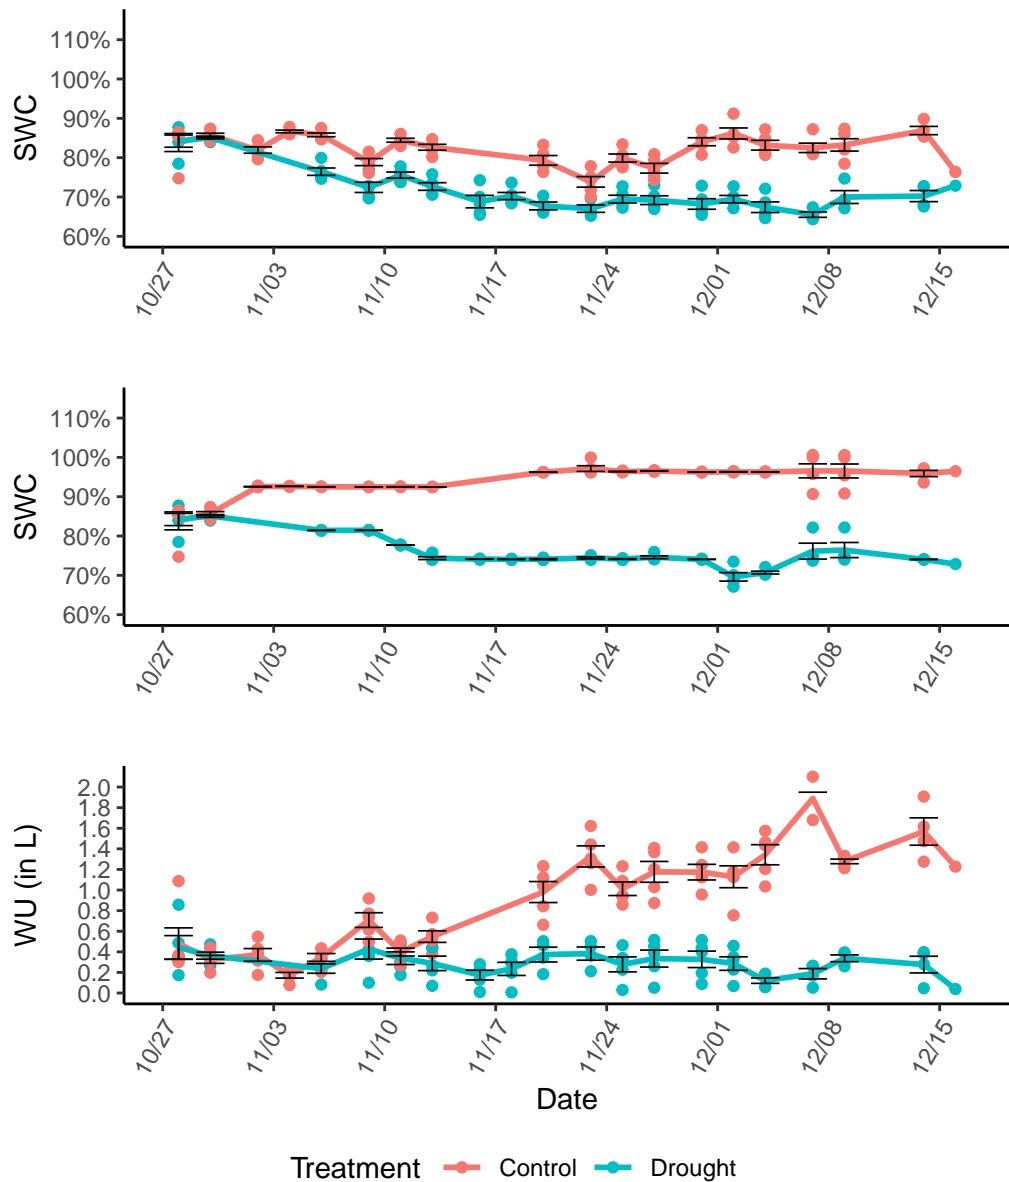 110%
100%
90%
80%
70%
60%
SWC
10/27 11/03 11/10 11/17 11/24 12/01 12/08 12/15
110%
100%
90%
80%
70%
60%
SWC
10/27 11/03 11/10 11/17 11/24 12/01 12/08 12/15
2.0
1.8
1.6
1.4
1.2
1.0
0.8
0.6
0.4
0.2
0.0
WU (in L)
10/27 11/03 11/10 11/17 11/24 12/01 12/08 12/15
Date
Treatment Control Drought